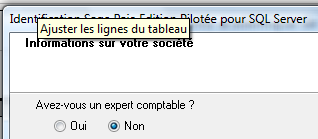 Identification Sage Paie Edition Pilotée pour SQL Server
Ajuster les lignes du tableau
Informations sur votre société
Avez-vous un expert comptable ?
Oui Non